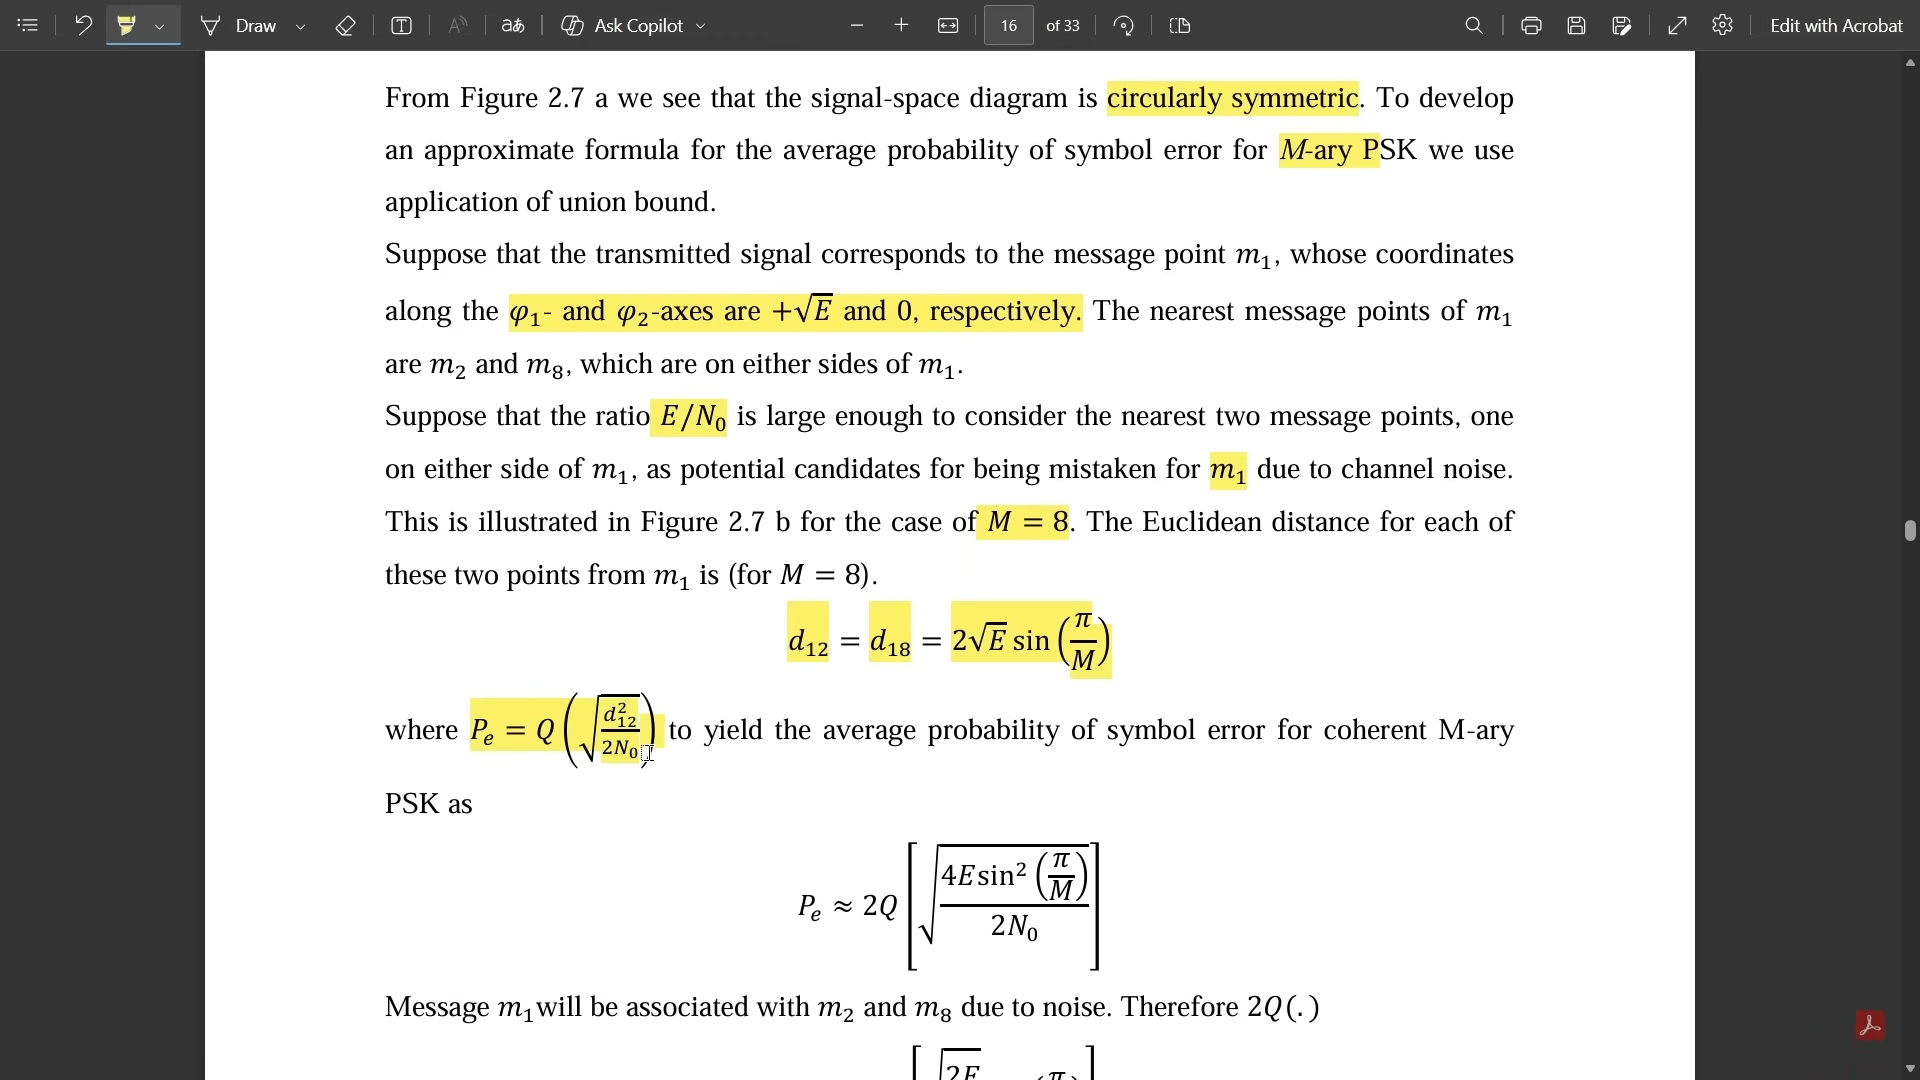 Draw
aあ
Ask Copilot
16 of 33
Edit with Acrobat
From Figure 2.7 a we see that the signal-space diagram is circularly symmetric. To develop
an approximate formula for the average probability of symbol error for M-ary PSK we use
application of union bound.
Suppose that the transmitted signal corresponds to the message point m₁, whose coordinates
along the φ₁- and φ₂-axes are +√E and 0, respectively. The nearest message points of m₁
are m₂ and m₈, which are on either sides of m₁.
Suppose that the ratio E/N₀ is large enough to consider the nearest two message points, one
on either side of m₁, as potential candidates for being mistaken for m₁ due to channel noise.
This is illustrated in Figure 2.7 b for the case of M = 8. The Euclidean distance for each of
these two points from m₁ is (for M = 8).
d₁₂ = d₁₈ = 2√E sin(π/M)
where Pₑ = Q(√(d₁₂²/2N₀)) to yield the average probability of symbol error for coherent M-ary
PSK as
Pₑ ≈ 2Q[√(4E sin²(π/M)/2N₀)]
Message m₁will be associated with m₂ and m₈ due to noise. Therefore 2Q(.)